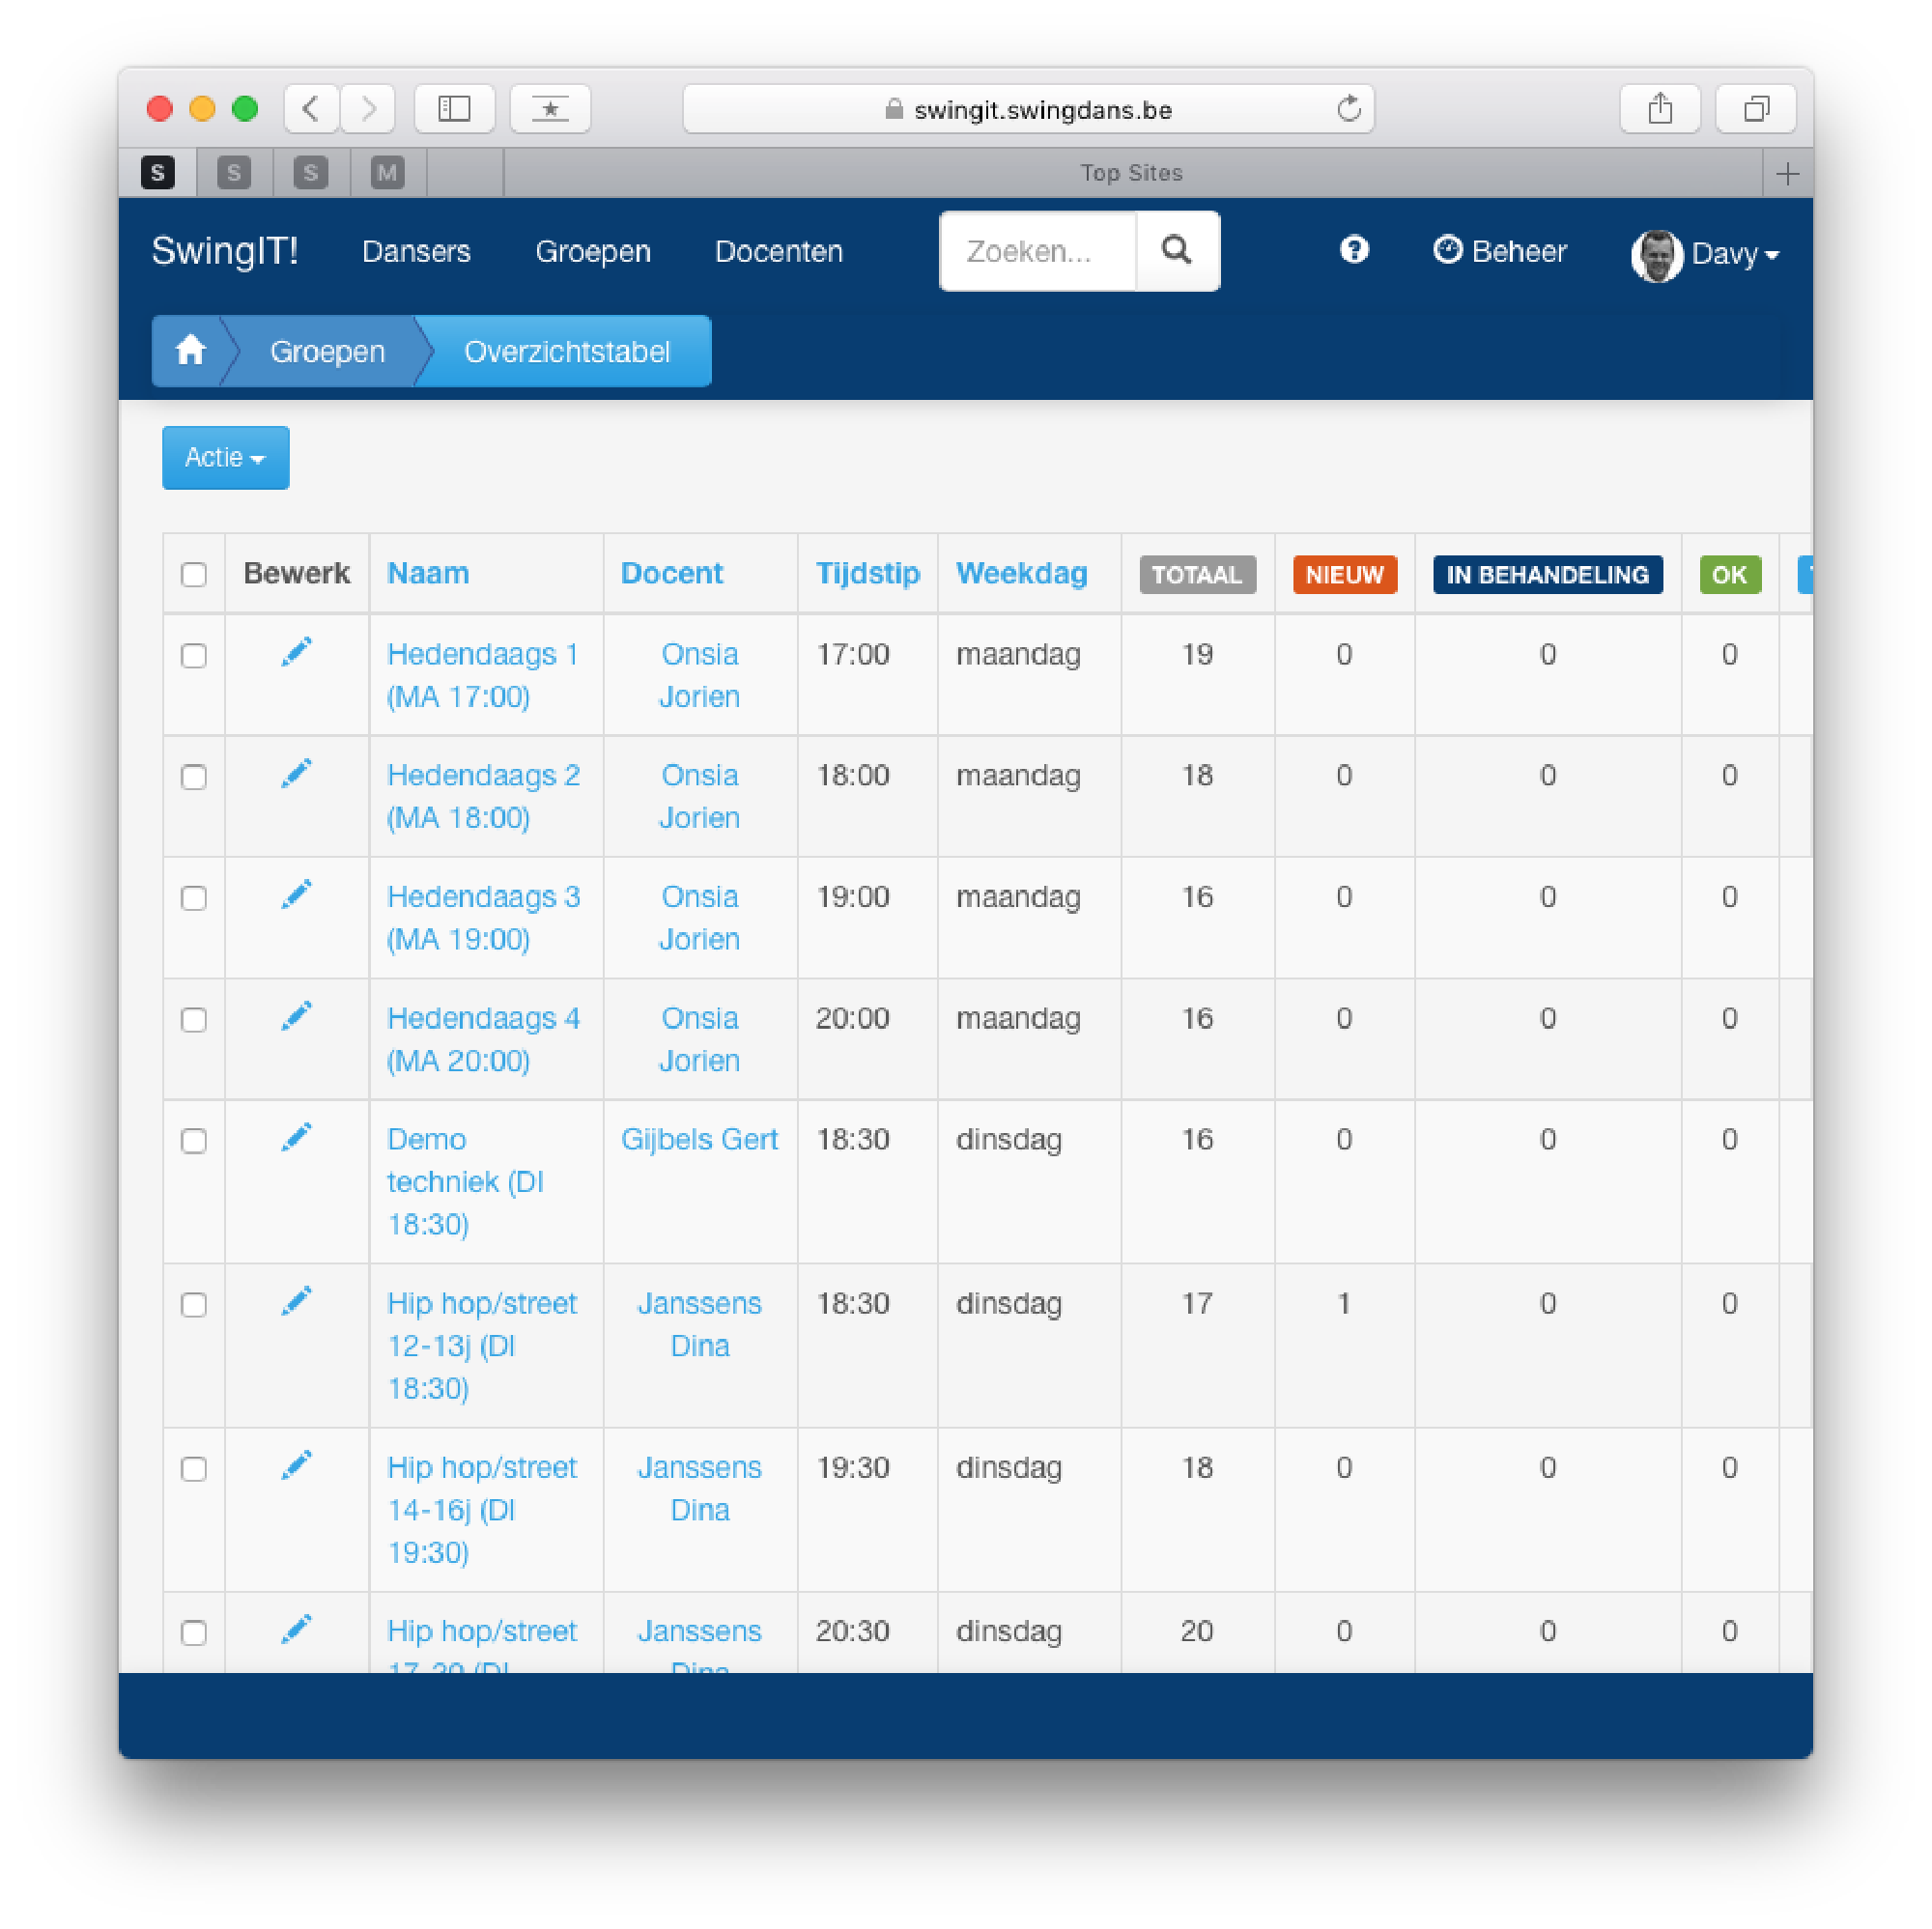 swingit.swingdans.be
S S S M Top Sites
SwingIT! Dansers Groepen Docenten Zoeken... ? Beheer Davy
Groepen Overzichtstabel
Actie
Bewerk Naam Docent Tijdstip Weekdag TOTAAL NIEUW IN BEHANDELING OK
Hedendaags 1 Onsia 17:00 maandag 19 0 0 0
(MA 17:00) Jorien
Hedendaags 2 Onsia 18:00 maandag 18 0 0 0
(MA 18:00) Jorien
Hedendaags 3 Onsia 19:00 maandag 16 0 0 0
(MA 19:00) Jorien
Hedendaags 4 Onsia 20:00 maandag 16 0 0 0
(MA 20:00) Jorien
Demo Gijbels Gert 18:30 dinsdag 16 0 0 0
techniek (DI
18:30)
Hip hop/street Janssens 18:30 dinsdag 17 1 0 0
12-13j (DI Dina
18:30)
Hip hop/street Janssens 19:30 dinsdag 18 0 0 0
14-16j (DI Dina
19:30)
Hip hop/street Janssens 20:30 dinsdag 20 0 0 0
17-20 (DI Dina